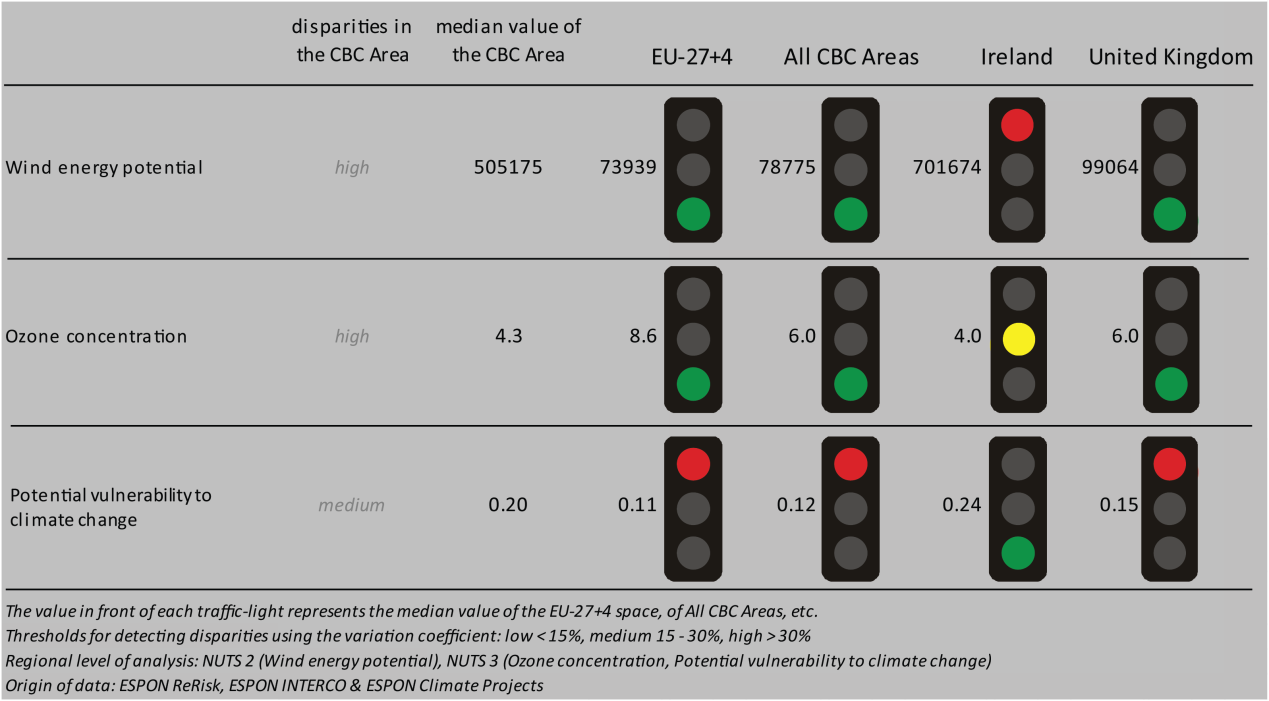 disparities in
the CBC Area
median value of
the CBC Area
EU-27+4
All CBC Areas
Ireland
United Kingdom
Wind energy potential
high
505175
73939
78775
701674
99064
Ozone concentration
high
4.3
8.6
6.0
4.0
6.0
Potential vulnerability to
climate change
medium
0.20
0.11
0.12
0.24
0.15
The value in front of each traffic-light represents the median value of the EU-27+4 space, of All CBC Areas, etc.
Thresholds for detecting disparities using the variation coefficient: low < 15%, medium 15 - 30%, high > 30%
Regional level of analysis: NUTS 2 (Wind energy potential), NUTS 3 (Ozone concentration, Potential vulnerability to climate change)
Origin of data: ESPON ReRisk, ESPON INTERCO & ESPON Climate Projects